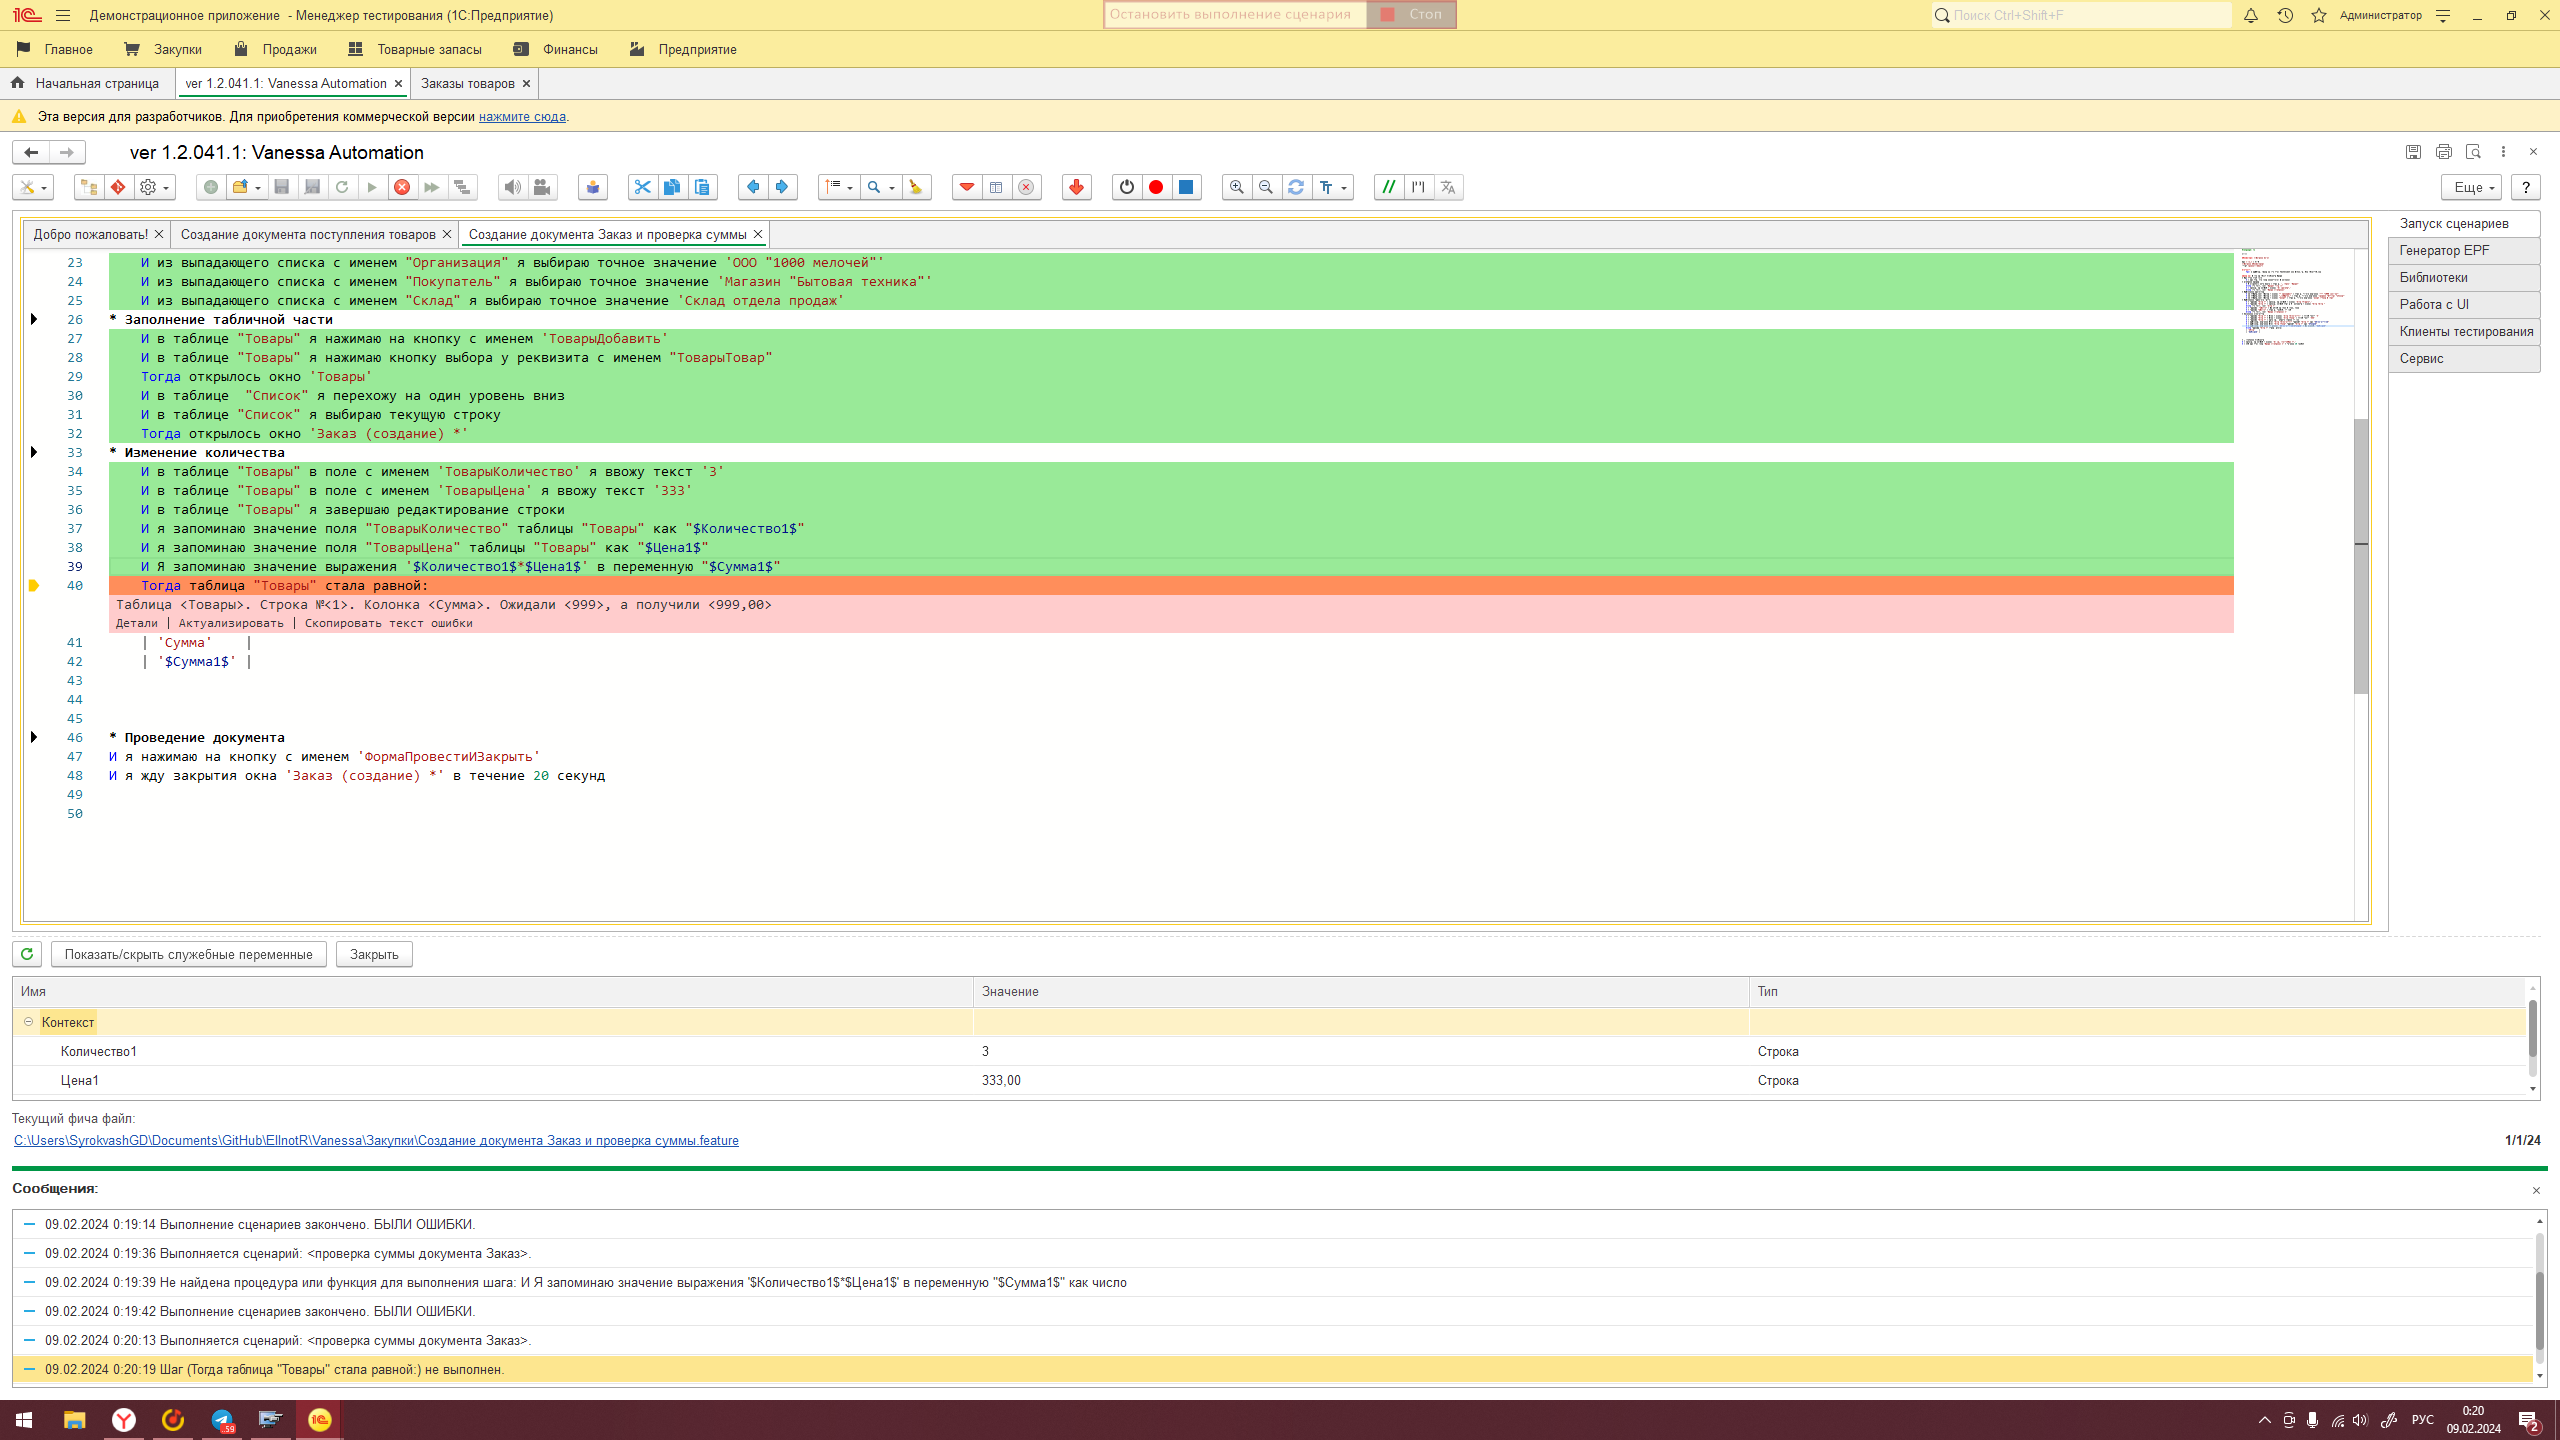 1С Демонстрационное приложение - Менеджер тестирования (1С:Предприятие)
Остановить выполнение сценария Стоп
Поиск Ctrl+Shift+F
Администратор
Главное Закупки Продажи Товарные запасы Финансы Предприятие
Начальная страница ver 1.2.041.1: Vanessa Automation Заказы товаров
Эта версия для разработчиков. Для приобретения коммерческой версии нажмите сюда.
ver 1.2.041.1: Vanessa Automation
Еще ?
Добро пожаловать! Создание документа поступления товаров Создание документа Заказ и проверка суммы
Запуск сценариев
Генератор EPF
Библиотеки
Работа с UI
Клиенты тестирования
Сервис
23 И из выпадающего списка с именем "Организация" я выбираю точное значение 'ООО "1000 мелочей"'
24 И из выпадающего списка с именем "Покупатель" я выбираю точное значение 'Магазин "Бытовая техника"'
25 И из выпадающего списка с именем "Склад" я выбираю точное значение 'Склад отдела продаж'
26 * Заполнение табличной части
27 И в таблице "Товары" я нажимаю на кнопку с именем 'ТоварыДобавить'
28 И в таблице "Товары" я нажимаю кнопку выбора у реквизита с именем "ТоварыТовар"
29 Тогда открылось окно 'Товары'
30 И в таблице  "Список" я перехожу на один уровень вниз
31 И в таблице "Список" я выбираю текущую строку
32 Тогда открылось окно 'Заказ (создание) *'
33 * Изменение количества
34 И в таблице "Товары" в поле с именем 'ТоварыКоличество' я ввожу текст '3'
35 И в таблице "Товары" в поле с именем 'ТоварыЦена' я ввожу текст '333'
36 И в таблице "Товары" я завершаю редактирование строки
37 И я запоминаю значение поля "ТоварыКоличество" таблицы "Товары" как "$Количество1$"
38 И я запоминаю значение поля "ТоварыЦена" таблицы "Товары" как "$Цена1$"
39 И Я запоминаю значение выражения '$Количество1$*$Цена1$' в переменную "$Сумма1$"
40 Тогда таблица "Товары" стала равной:
Таблица <Товары>. Строка №<1>. Колонка <Сумма>. Ожидали <999>, а получили <999,00>
Детали | Актуализировать | Скопировать текст ошибки
41 | 'Сумма' |
42 | '$Сумма1$' |
43
44
45
46 * Проведение документа
47 И я нажимаю на кнопку с именем 'ФормаПровестиИЗакрыть'
48 И я жду закрытия окна 'Заказ (создание) *' в течение 20 секунд
49
50
Показать/скрыть служебные переменные Закрыть
Имя Значение Тип
Контекст
Количество1 3 Строка
Цена1 333,00 Строка
Текущий фича файл:
C:\Users\SyrokvashGD\Documents\GitHub\EllnotR\Vanessa\Закупки\Создание документа Заказ и проверка суммы.feature
1/1/24
Сообщения:
09.02.2024 0:19:14 Выполнение сценариев закончено. БЫЛИ ОШИБКИ.
09.02.2024 0:19:36 Выполняется сценарий: <проверка суммы документа Заказ>.
09.02.2024 0:19:39 Не найдена процедура или функция для выполнения шага: И Я запоминаю значение выражения '$Количество1$*$Цена1$' в переменную "$Сумма1$" как число
09.02.2024 0:19:42 Выполнение сценариев закончено. БЫЛИ ОШИБКИ.
09.02.2024 0:20:13 Выполняется сценарий: <проверка суммы документа Заказ>.
09.02.2024 0:20:19 Шаг (Тогда таблица "Товары" стала равной:) не выполнен.
59
РУС
0:20
09.02.2024
2